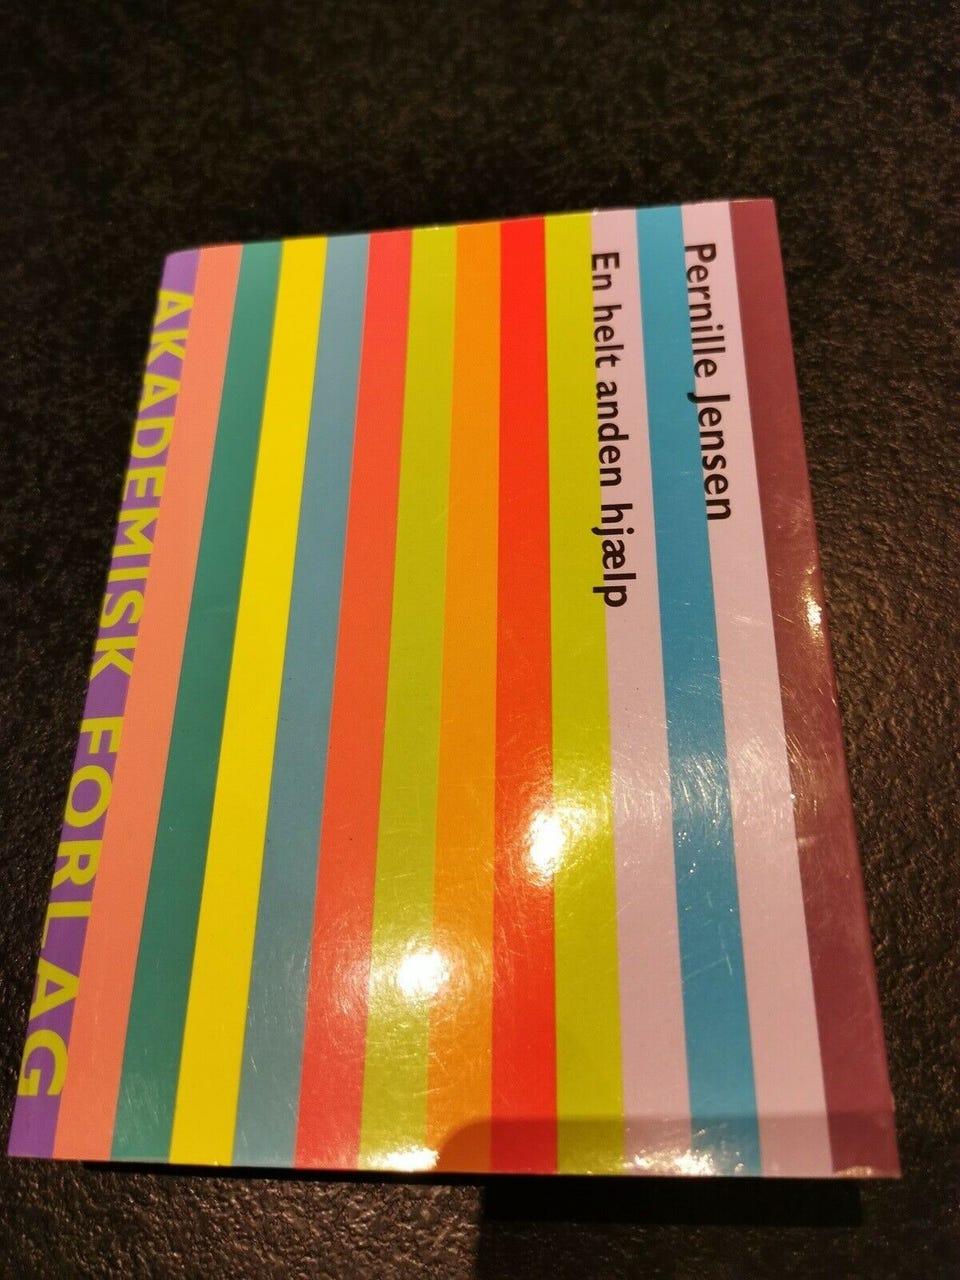 Pernille Jensen
En helt anden hjælp
AKADEMISK FORLAG